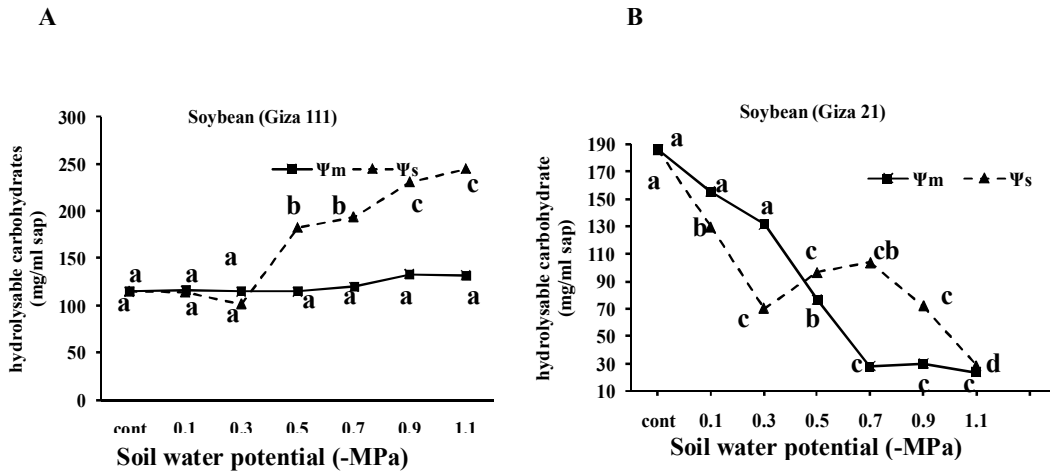 A
B
Soybean (Giza 111)
Ψm Ψs
hydrolysable carbohydrates
(mg/ml sap)
300
250
200
150
100
50
0
a a a b b c c
a a a a a a a
cont 0.1 0.3 0.5 0.7 0.9 1.1
Soil water potential (-MPa)
Soybean (Giza 21)
Ψm Ψs
hydrolysable carbohydrate
(mg/ml sap)
190
170
150
130
110
90
70
50
30
10
a a a c cb c d
a b c b c c c
cont 0.1 0.3 0.5 0.7 0.9 1.1
Soil water potential (-MPa)